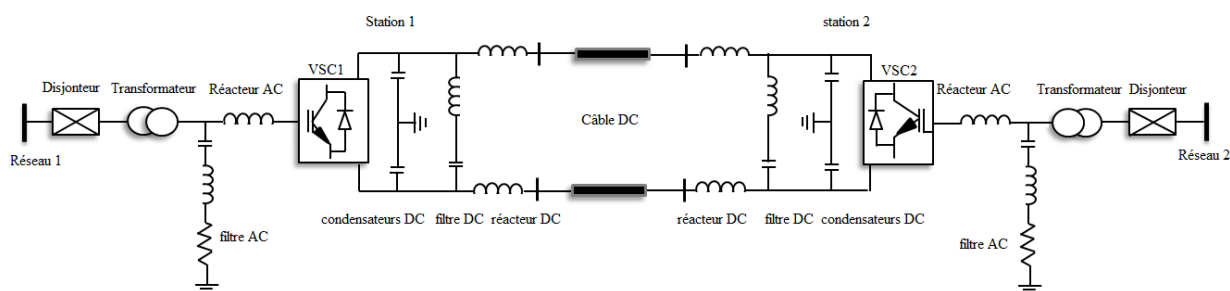 Station 1
station 2
VSC1
VSC2
Disjonteur
Transformateur
Réacteur AC
Réacteur AC
Transformateur
Disjonteur
Câble DC
Réseau 1
Réseau 2
condensateurs DC
filtre DC
réacteur DC
réacteur DC
filtre DC
condensateurs DC
filtre AC
filtre AC